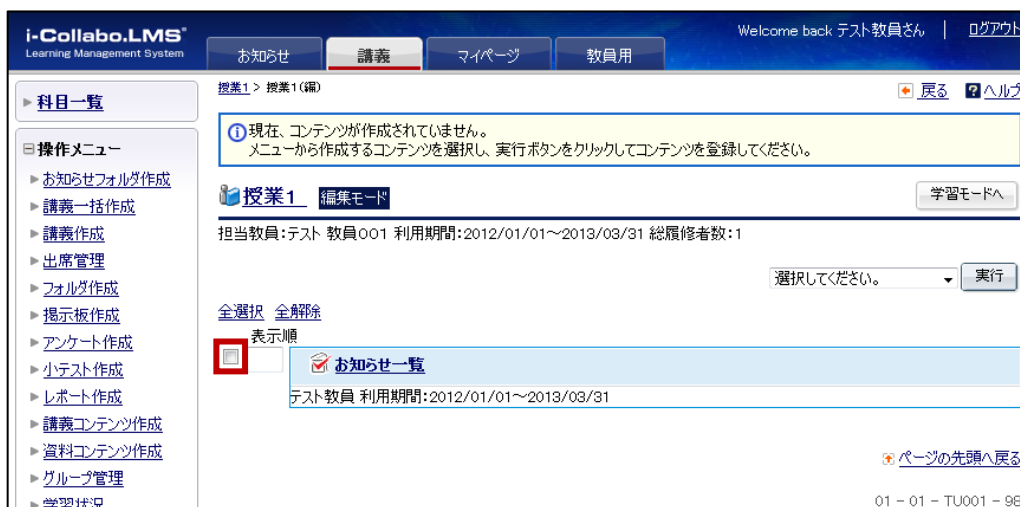 i-Collabo.LMS
Learning Management System
Welcome back テスト教員さん | ログアウト
お知らせ 講義 マイページ 教員用
科目一覧
操作メニュー
お知らせフォルダ作成
講義一括作成
講義作成
出席管理
フォルダ作成
掲示板作成
アンケート作成
小テスト作成
レポート作成
講義コンテンツ作成
資料コンテンツ作成
グループ管理
学習状況
授業1 > 授業1(編)
戻る ヘルプ
現在、コンテンツが作成されていません。
メニューから作成するコンテンツを選択し、実行ボタンをクリックしてコンテンツを登録してください。
授業1 編集モード
学習モードへ
担当教員:テスト 教員001 利用期間:2012/01/01～2013/03/31 総履修者数:1
選択してください。 実行
全選択 全解除
表示順
お知らせ一覧
テスト教員 利用期間:2012/01/01～2013/03/31
ページの先頭へ戻る
01 - 01 - TU001 - 98